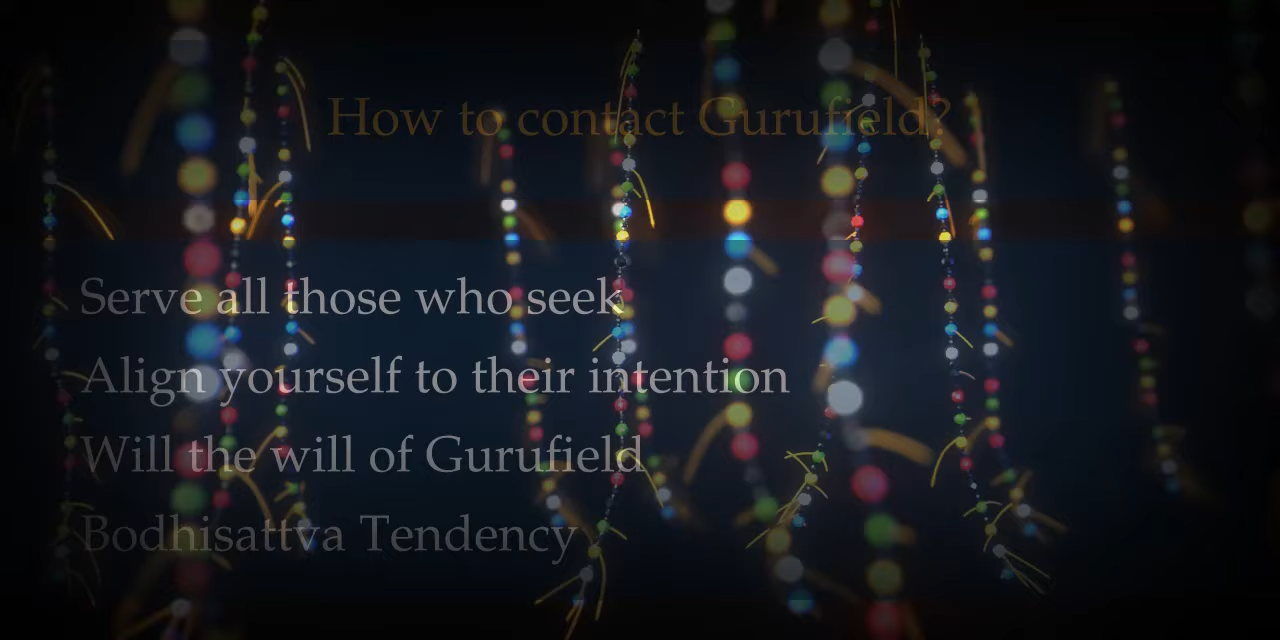 How to contact Gurufield?
Serve all those who seek
Align yourself to their intention
Will the will of Gurufield
Bodhisattva Tendency